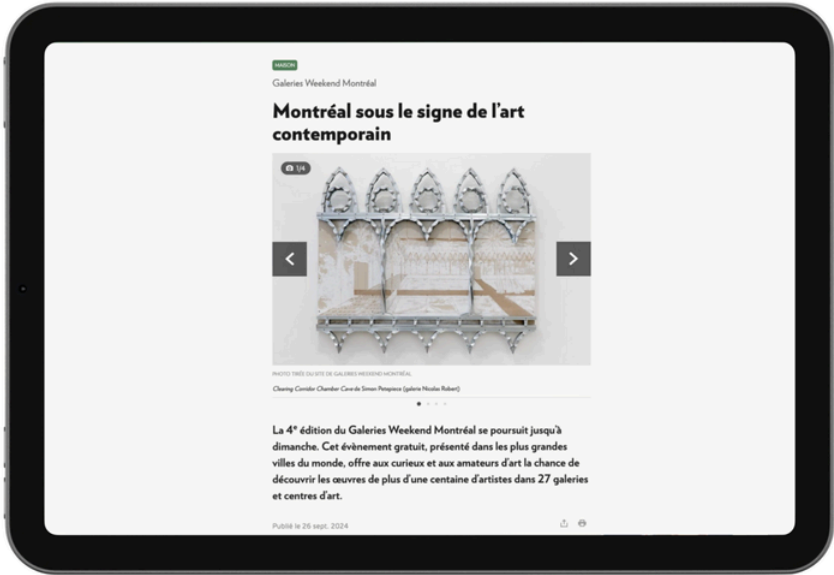 MAISON
Galeries Weekend Montréal
Montréal sous le signe de l'art
contemporain
1/4
PHOTO TIRÉE DU SITE DE GALERIES WEEKEND MONTRÉAL
Clearing Corridor Chamber Cave de Simon Petepiece (galerie Nicolas Robert)
La 4e édition du Galeries Weekend Montréal se poursuit jusqu'à
dimanche. Cet évènement gratuit, présenté dans les plus grandes
villes du monde, offre aux curieux et aux amateurs d'art la chance de
découvrir les œuvres de plus d'une centaine d'artistes dans 27 galeries
et centres d'art.
Publié le 26 sept. 2024